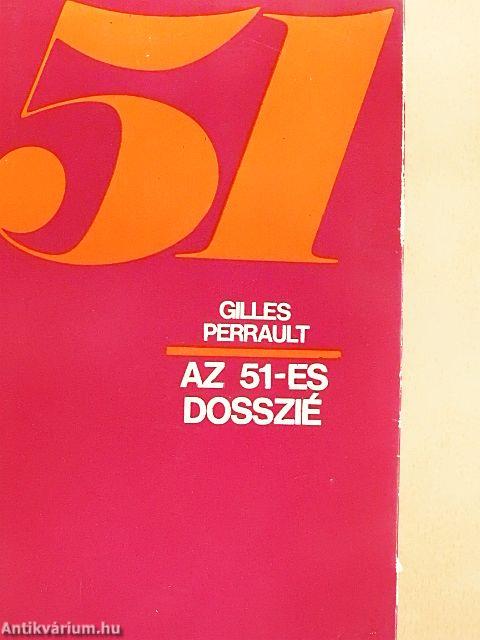 51
GILLES
PERRAULT
AZ 51-ES
DOSSZIÉ
Antikvárium.hu